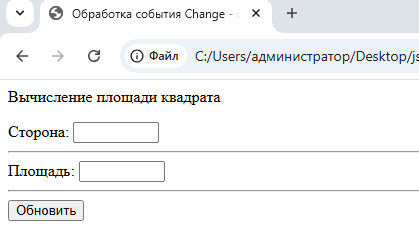 Обработка события Change -
Файл
C:/Users/администратор/Desktop/js
Вычисление площади квадрата
Сторона:
Площадь:
Обновить